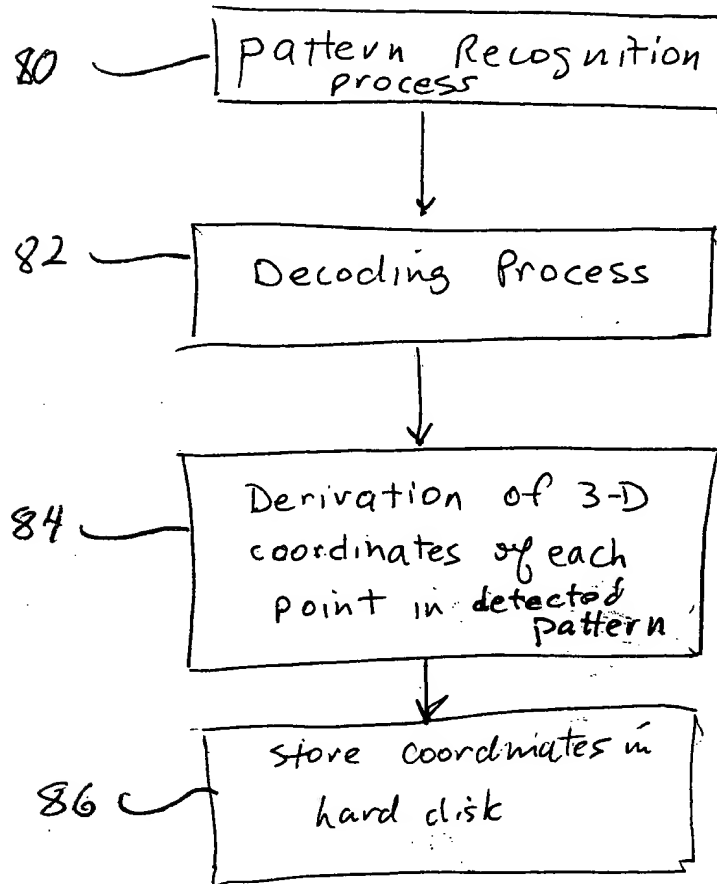 80 Pattern Recognition
process
82 Decoding Process
Derivation of 3-D
84 coordinates of each
point in detected
pattern
store coordinates in
86 hard disk